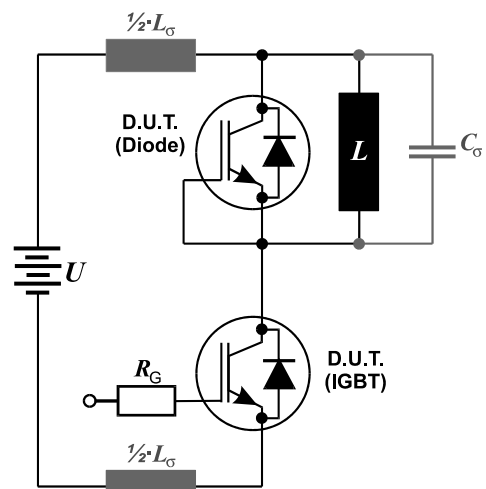 ½·Lσ
D.U.T.
(Diode)
L
Cσ
U
RG
D.U.T.
(IGBT)
½·Lσ